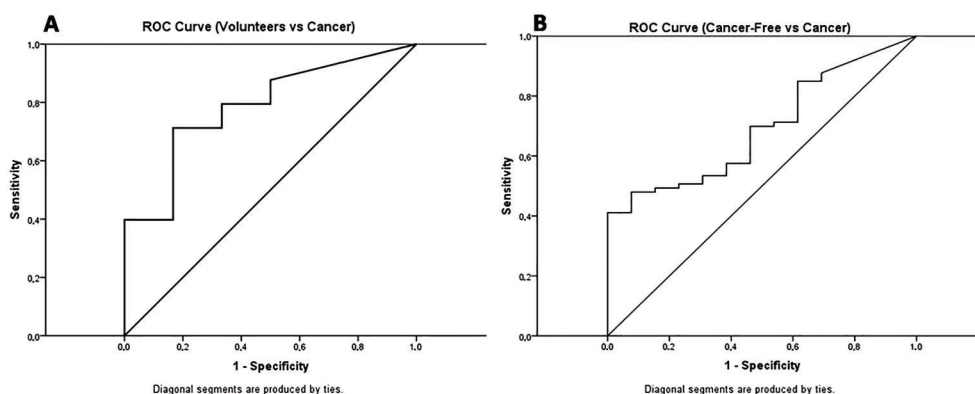 A
ROC Curve (Volunteers vs Cancer)
1,0
0,8
0,6
0,4
0,2
0,0
Sensitivity
0,0 0,2 0,4 0,6 0,8 1,0
1 - Specificity
Diagonal segments are produced by ties.
B
ROC Curve (Cancer-Free vs Cancer)
1,0
0,8
0,6
0,4
0,2
0,0
Sensitivity
0,0 0,2 0,4 0,6 0,8 1,0
1 - Specificity
Diagonal segments are produced by ties.